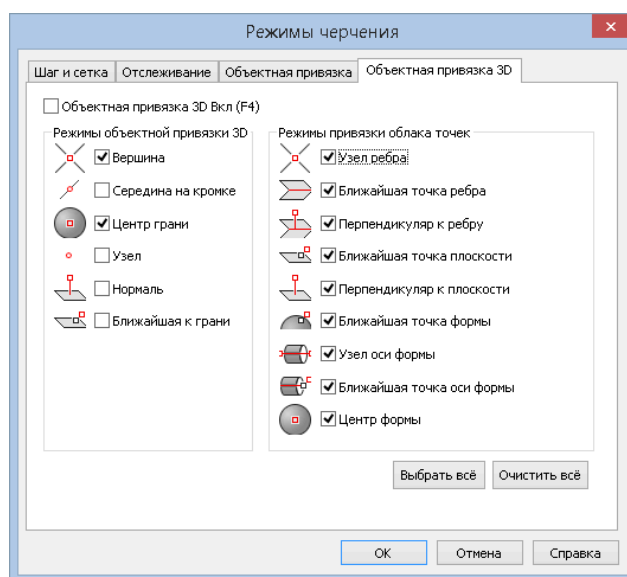 Режимы черчения
Шаг и сетка
Отслеживание
Объектная привязка
Объектная привязка 3D
Объектная привязка 3D Вкл (F4)
Режимы объектной привязки 3D
Вершина
Середина на кромке
Центр грани
Узел
Нормаль
Ближайшая к грани
Режимы привязки облака точек
Узел ребра
Ближайшая точка ребра
Перпендикуляр к ребру
Ближайшая точка плоскости
Перпендикуляр к плоскости
Ближайшая точка формы
Узел оси формы
Ближайшая точка оси формы
Центр формы
Выбрать всё
Очистить всё
ОК
Отмена
Справка